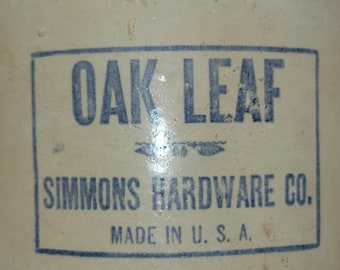 OAK LEAF
SIMMONS HARDWARE CO.
MADE IN U. S. A.